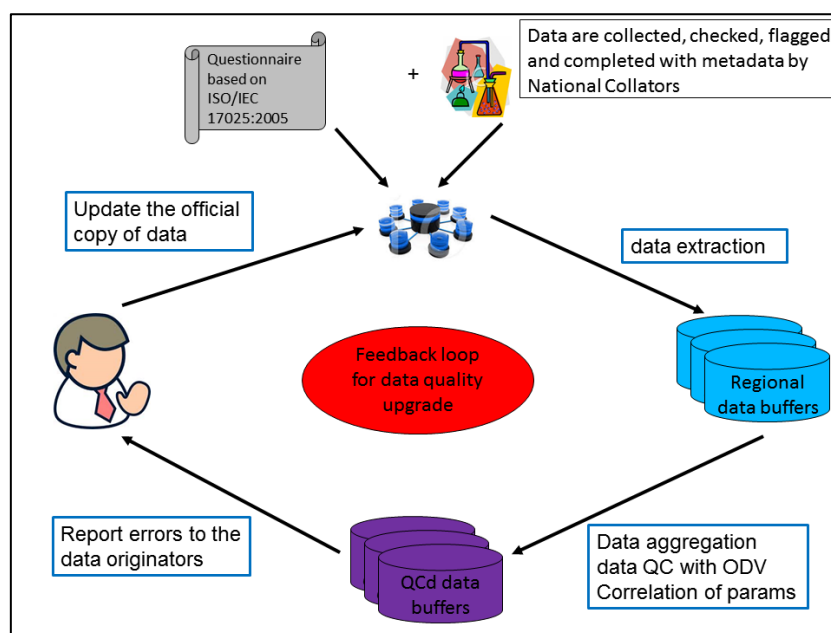 Questionnaire
based on
ISO/IEC
17025:2005
+
Data are collected, checked, flagged
and completed with metadata by
National Collators
Update the official
copy of data
data extraction
Feedback loop
for data quality
upgrade
Regional
data buffers
Report errors to the
data originators
QCd data
buffers
Data aggregation
data QC with ODV
Correlation of params